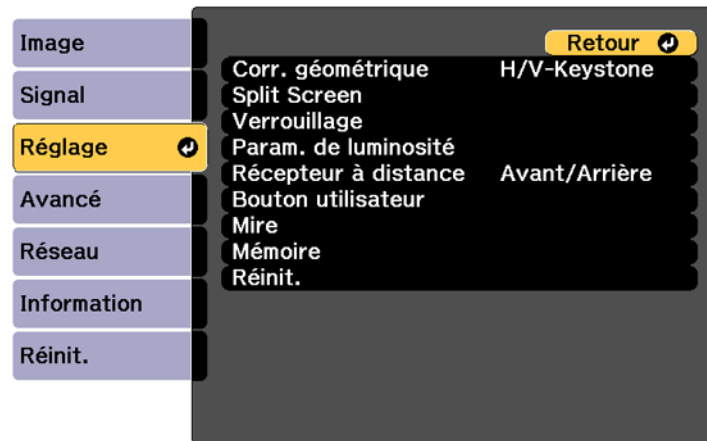 Image
Signal
Réglage
Avancé
Réseau
Information
Réinit.
Retour
Corr. géométrique H/V-Keystone
Split Screen
Verrouillage
Param. de luminosité
Récepteur à distance Avant/Arrière
Bouton utilisateur
Mire
Mémoire
Réinit.